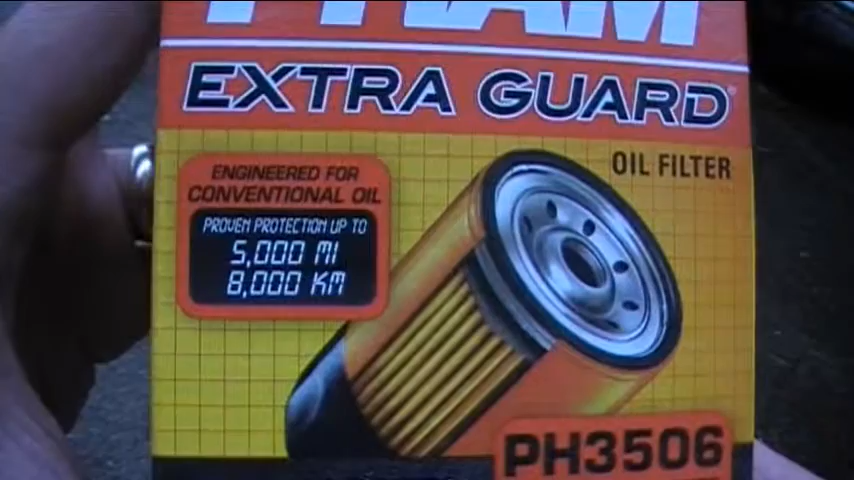 FRAM
EXTRA GUARD®
OIL FILTER
ENGINEERED FOR
CONVENTIONAL OIL
PROVEN PROTECTION UP TO
5,000 MI
8,000 KM
PH3506